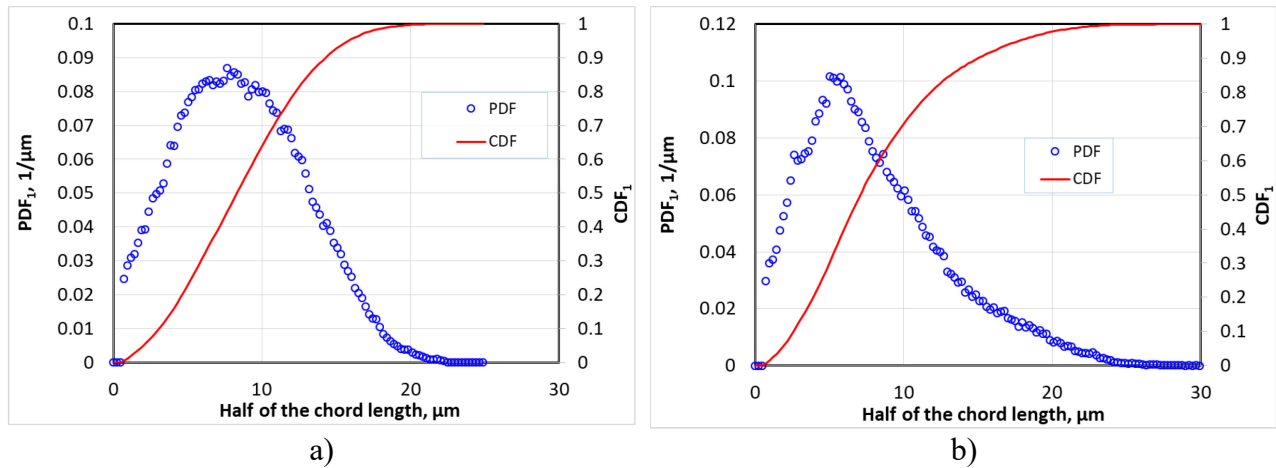 a)
0.1
0.09
0.08
0.07
0.06
0.05
0.04
0.03
0.02
0.01
0
PDF₁, 1/µm
1
0.9
0.8
0.7
0.6
0.5
0.4
0.3
0.2
0.1
0
CDF₁
PDF
CDF
0 10 20 30
Half of the chord length, µm
a)
b)
0.12
0.1
0.08
0.06
0.04
0.02
0
PDF₁, 1/µm
1
0.9
0.8
0.7
0.6
0.5
0.4
0.3
0.2
0.1
0
CDF₁
PDF
CDF
0 10 20 30
Half of the chord length, µm
b)